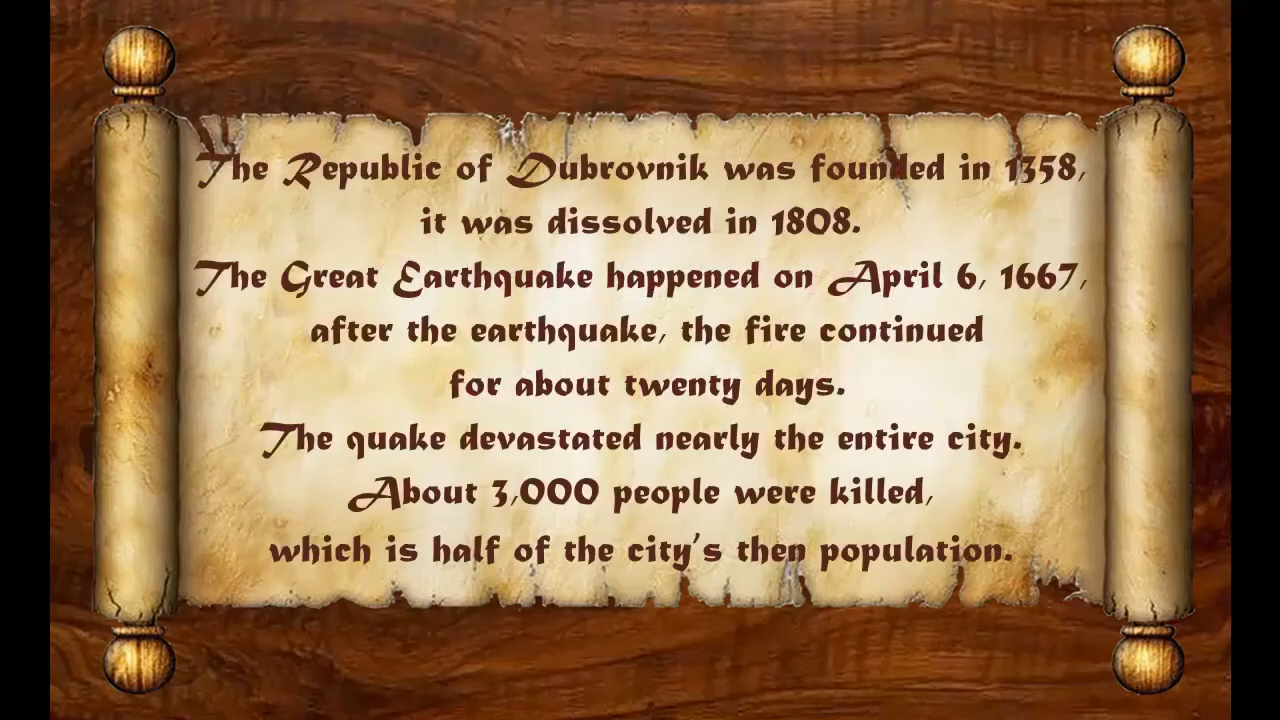 The Republic of Dubrovnik was founded in 1358,
it was dissolved in 1808.
The Great Earthquake happened on April 6, 1667,
after the earthquake, the fire continued
for about twenty days.
The quake devastated nearly the entire city.
About 3,000 people were killed,
which is half of the city's then population.